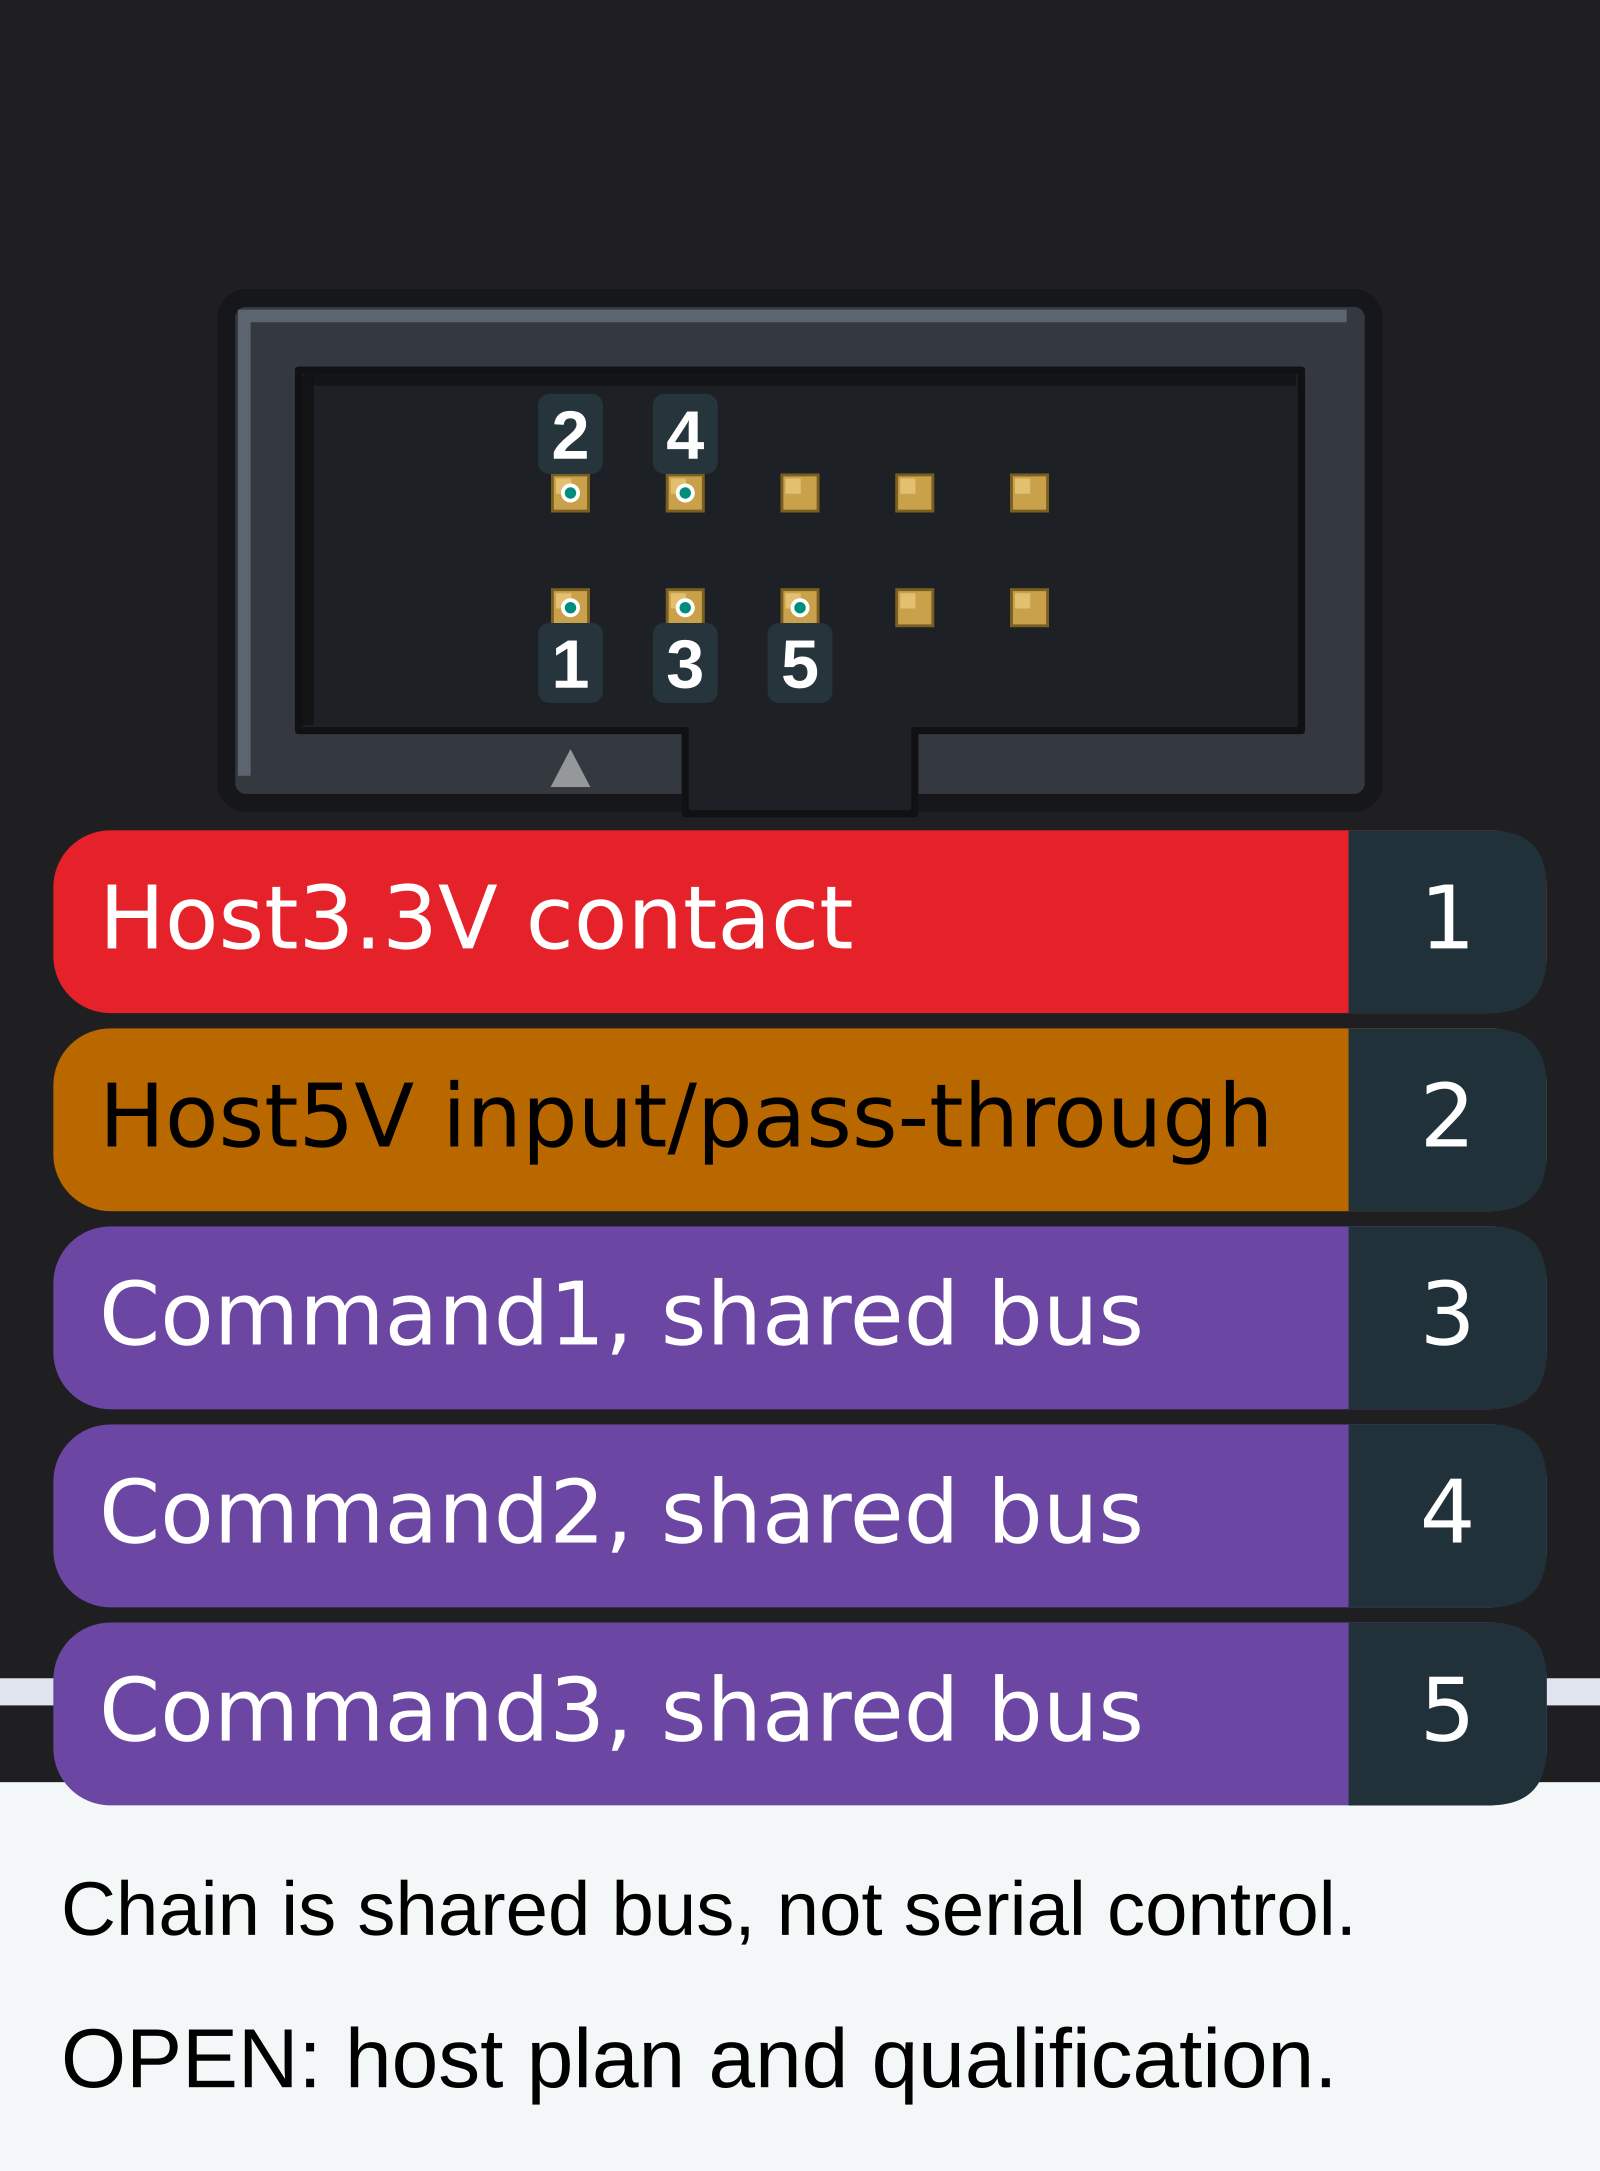 2 4
1 3 5
Host3.3V contact 1
Host5V input/pass-through 2
Command1, shared bus 3
Command2, shared bus 4
Command3, shared bus 5
Chain is shared bus, not serial control.
OPEN: host plan and qualification.